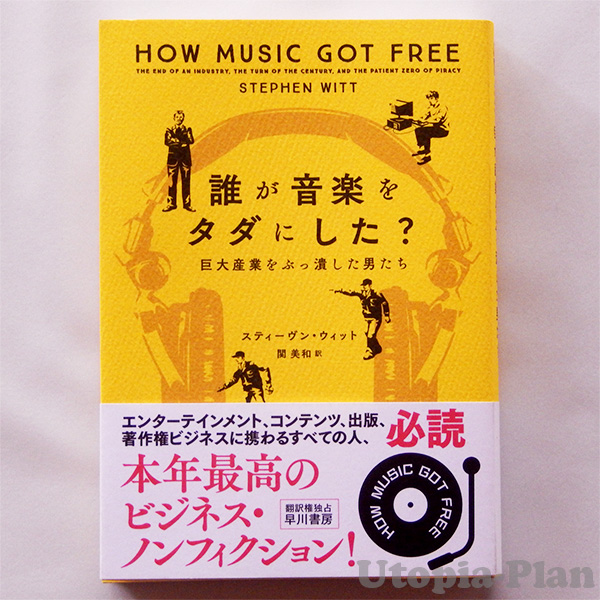 HOW MUSIC GOT FREE
THE END OF AN INDUSTRY, THE TURN OF THE CENTURY, AND THE PATIENT ZERO OF PIRACY
STEPHEN WITT
誰が音楽を
タダにした?
巨大産業をぶっ潰した男たち
スティーヴン・ウィット
関 美和 訳
エンターテインメント、コンテンツ、出版、
著作権ビジネスに携わるすべての人、
必読
本年最高の
ビジネス・
ノンフィクション!
翻訳権独占
早川書房
HOW MUSIC GOT FREE
Utopia Plan